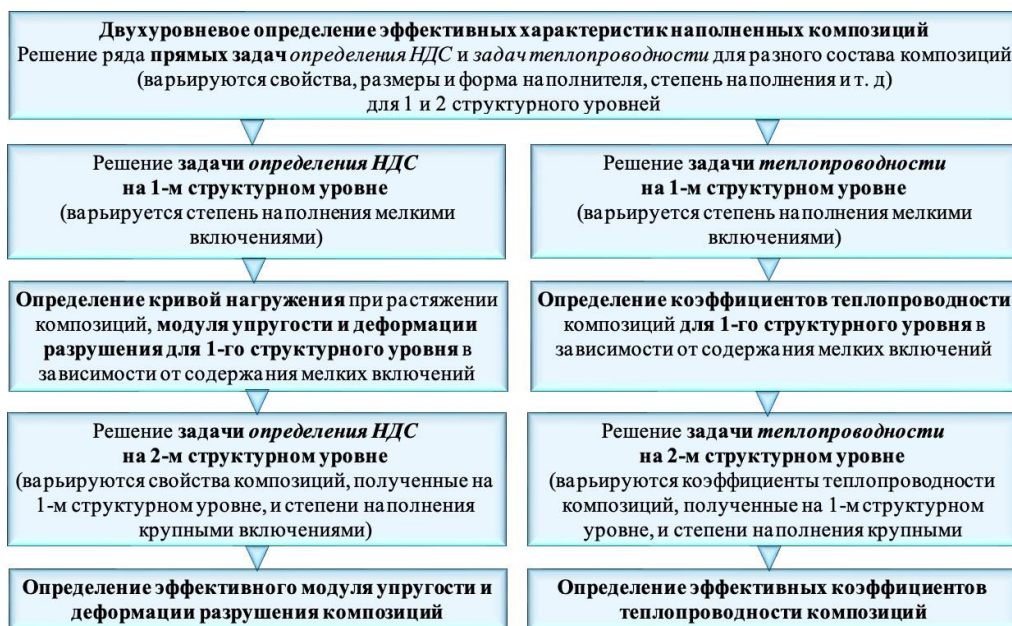 Двухуровневое определение эффективных характеристик наполненных композиций
Решение ряда прямых задач определения НДС и задач теплопроводности для разного состава композиций
(варьируются свойства, размеры и форма наполнителя, степень наполнения и т. д)
для 1 и 2 структурного уровней
Решение задачи определения НДС
на 1-м структурном уровне
(варьируется степень наполнения мелкими
включениями)
Решение задачи теплопроводности
на 1-м структурном уровне
(варьируется степень наполнения мелкими
включениями)
Определение кривой нагружения при растяжении
композиций, модуля упругости и деформации
разрушения для 1-го структурного уровня в
зависимости от содержания мелких включений
Определение коэффициентов теплопроводности
композиций для 1-го структурного уровня в
зависимости от содержания мелких включений
Решение задачи определения НДС
на 2-м структурном уровне
(варьируются свойства композиций, полученные на
1-м структурном уровне, и степени наполнения
крупными включениями)
Решение задачи теплопроводности
на 2-м структурном уровне
(варьируются коэффициенты теплопроводности
композиций, полученные на 1-м структурном
уровне, и степени наполнения крупными
Определение эффективного модуля упругости и
деформации разрушения композиций
Определение эффективных коэффициентов
теплопроводности композиций